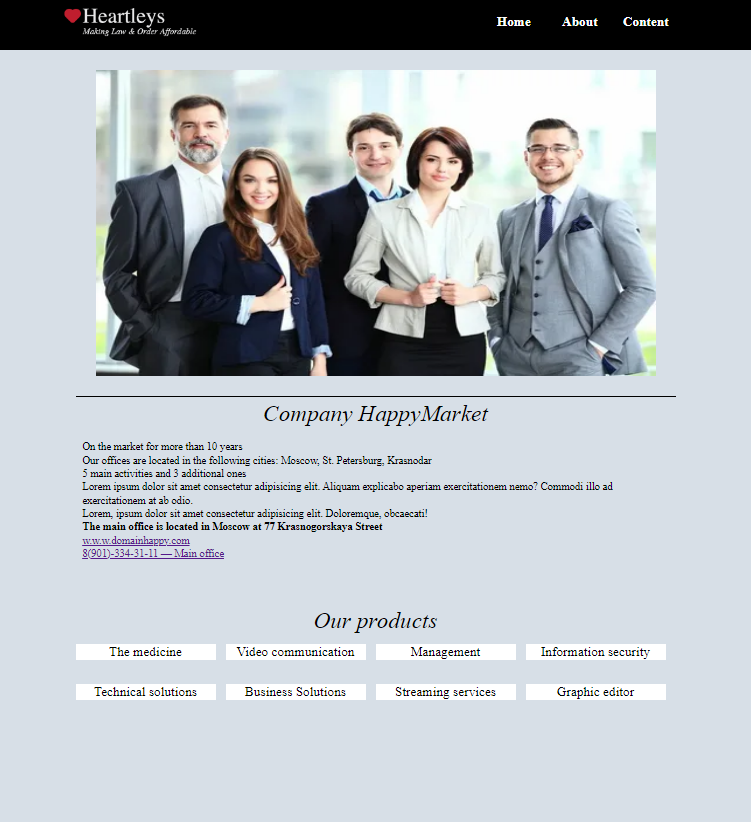 Heartleys
Making Law & Order Affordable
Home About Content
Company HappyMarket
On the market for more than 10 years
Our offices are located in the following cities: Moscow, St. Petersburg, Krasnodar
5 main activities and 3 additional ones
Lorem ipsum dolor sit amet consectetur adipisicing elit. Aliquam explicabo aperiam exercitationem nemo? Commodi illo ad
exercitationem at ab odio.
Lorem, ipsum dolor sit amet consectetur adipisicing elit. Doloremque, obcaecati!
The main office is located in Moscow at 77 Krasnogorskaya Street
w.w.w.domainhappy.com
8(901)-334-31-11 — Main office
Our products
The medicine Video communication Management Information security
Technical solutions Business Solutions Streaming services Graphic editor